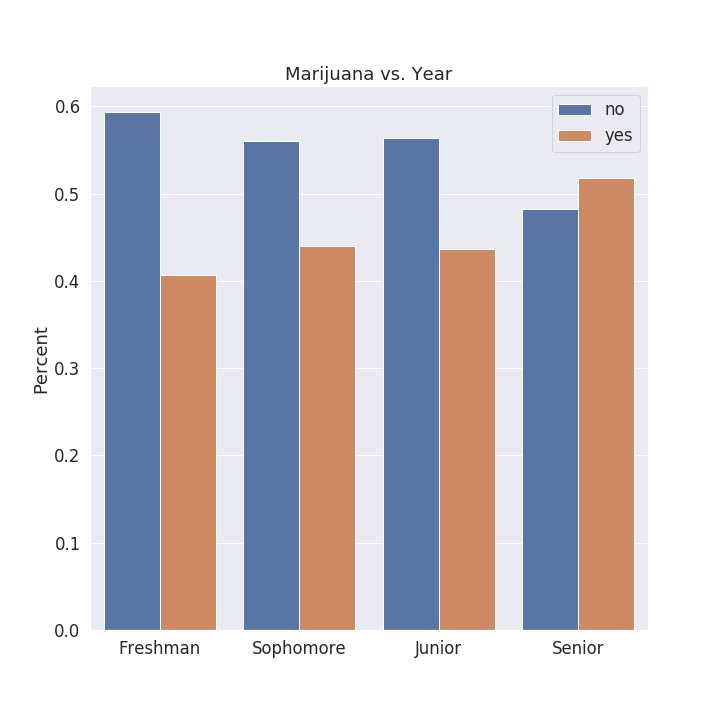 Marijuana vs. Year
no
yes
Percent
0.6
0.5
0.4
0.3
0.2
0.1
0.0
Freshman Sophomore Junior Senior